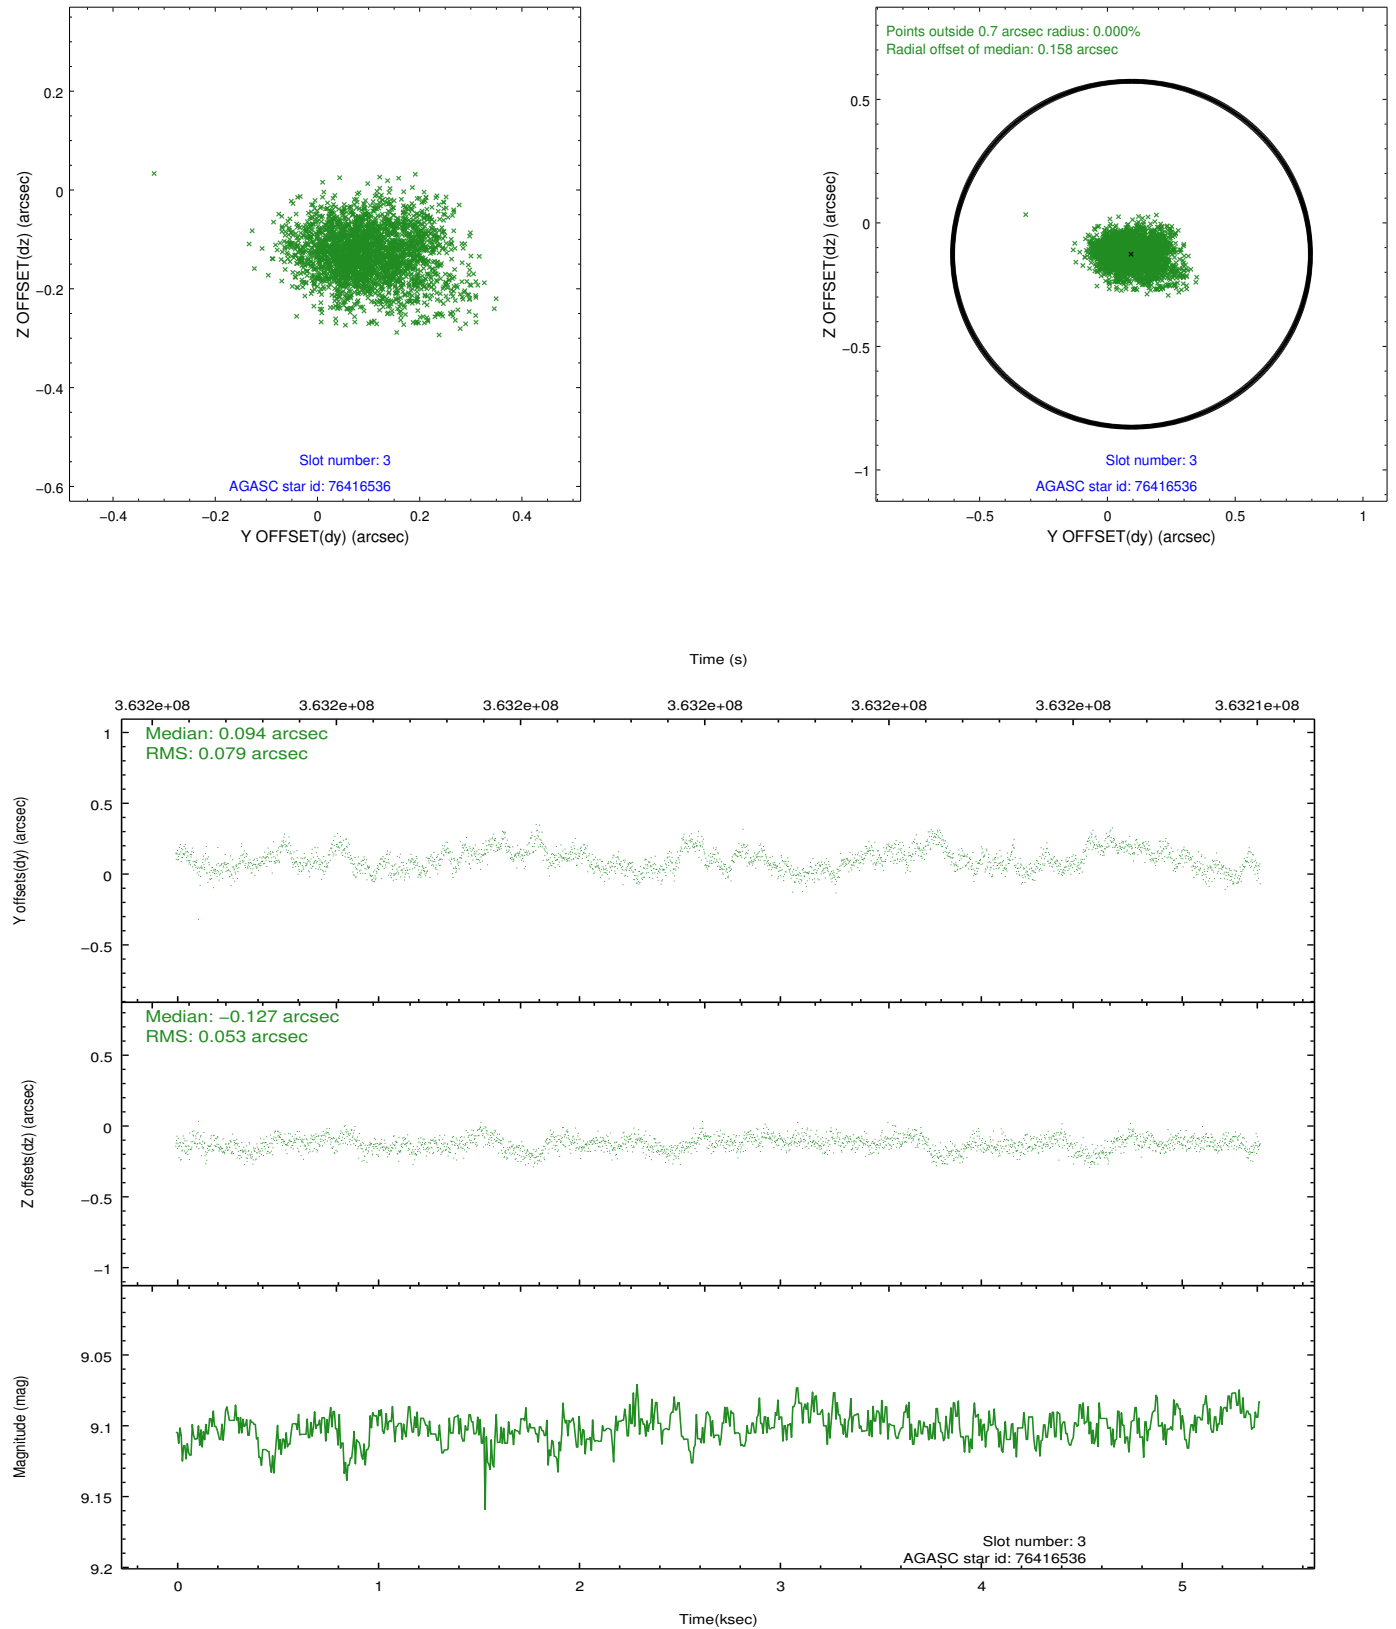 0.2
0
−0.2
−0.4
−0.6
−0.4
−0.2
0
0.2
0.4
Z OFFSET(dz) (arcsec)
Y OFFSET(dy) (arcsec)
Slot number: 3
AGASC star id: 76416536
Points outside 0.7 arcsec radius: 0.000%
Radial offset of median: 0.158 arcsec
0.5
0
−0.5
−1
−0.5
0
0.5
1
Z OFFSET(dz) (arcsec)
Y OFFSET(dy) (arcsec)
Slot number: 3
AGASC star id: 76416536
Time (s)
3.632e+08
3.632e+08
3.632e+08
3.632e+08
3.632e+08
3.632e+08
3.6321e+08
Median: 0.094 arcsec
RMS: 0.079 arcsec
1
0.5
0
−0.5
Y offsets(dy) (arcsec)
Median: −0.127 arcsec
RMS: 0.053 arcsec
0.5
0
−0.5
−1
Z offsets(dz) (arcsec)
9.05
9.1
9.15
9.2
Magnitude (mag)
Slot number: 3
AGASC star id: 76416536
0
1
2
3
4
5
Time(ksec)